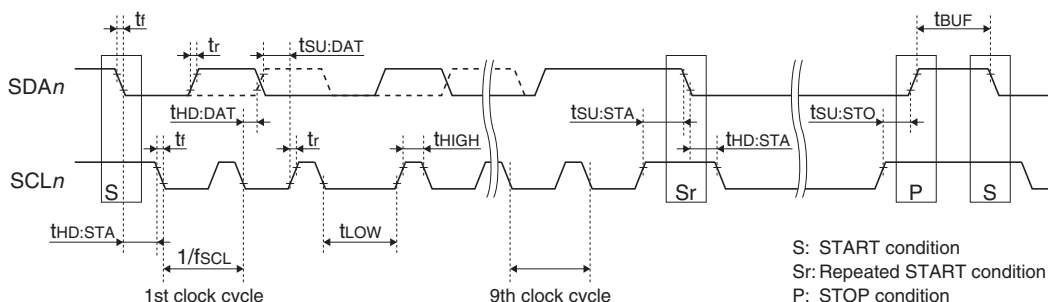 tf
tr
tSU:DAT
tBUF
SDAn
tHD:DAT
tSU:STA
tSU:STO
tf
tr
tHIGH
tHD:STA
SCLn
S
Sr
P
S
tHD:STA
tLOW
1/fSCL
S: START condition
Sr: Repeated START condition
P: STOP condition
1st clock cycle
9th clock cycle